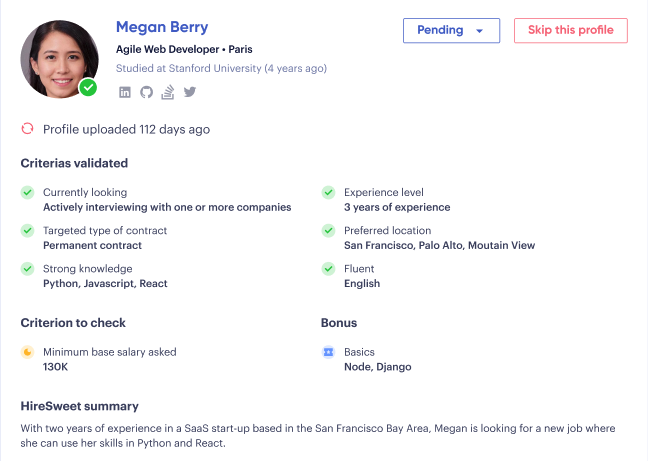 Megan Berry
Pending
Skip this profile
Agile Web Developer • Paris
Studied at Stanford University (4 years ago)
Profile uploaded 112 days ago
Criterias validated
Currently looking
Actively interviewing with one or more companies
Experience level
3 years of experience
Targeted type of contract
Permanent contract
Preferred location
San Francisco, Palo Alto, Moutain View
Strong knowledge
Python, Javascript, React
Fluent
English
Criterion to check
Minimum base salary asked
130K
Bonus
Basics
Node, Django
HireSweet summary
With two years of experience in a SaaS start-up based in the San Francisco Bay Area, Megan is looking for a new job where
she can use her skills in Python and React.